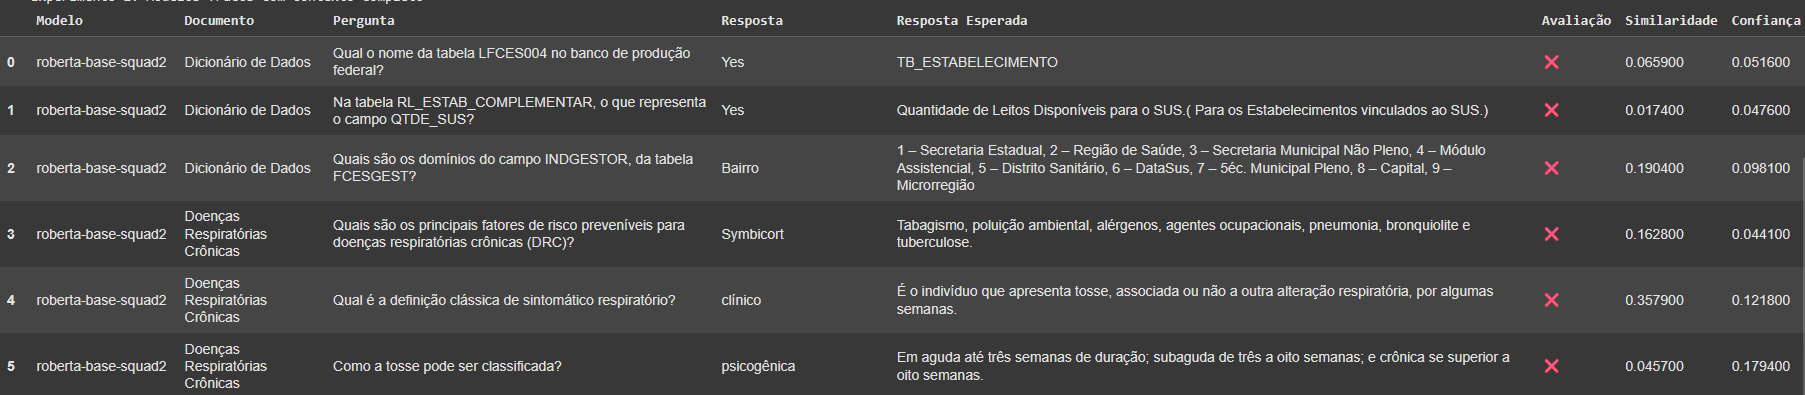 Modelo Documento Pergunta Resposta Resposta Esperada Avaliação Similaridade Confiança
0 roberta-base-squad2 Dicionário de Dados Qual o nome da tabela LFCES004 no banco de produção
federal? Yes TB_ESTABELECIMENTO ❌ 0.065900 0.051600
1 roberta-base-squad2 Dicionário de Dados Na tabela RL_ESTAB_COMPLEMENTAR, o que representa
o campo QTDE_SUS? Yes Quantidade de Leitos Disponíveis para o SUS.( Para os Estabelecimentos vinculados ao SUS.) ❌ 0.017400 0.047600
2 roberta-base-squad2 Dicionário de Dados Quais são os domínios do campo INDGESTOR, da tabela
FCESGEST? Bairro 1 – Secretaria Estadual, 2 – Região de Saúde, 3 – Secretaria Municipal Não Pleno, 4 – Módulo
Assistencial, 5 – Distrito Sanitário, 6 – DataSus, 7 – 5éc. Municipal Pleno, 8 – Capital, 9 –
Microrregião ❌ 0.190400 0.098100
3 roberta-base-squad2 Doenças
Respiratórias
Crônicas Quais são os principais fatores de risco preveníveis para
doenças respiratórias crônicas (DRC)? Symbicort Tabagismo, poluição ambiental, alérgenos, agentes ocupacionais, pneumonia, bronquiolite e
tuberculose. ❌ 0.162800 0.044100
4 roberta-base-squad2 Doenças
Respiratórias
Crônicas Qual é a definição clássica de sintomático respiratório? clínico É o indivíduo que apresenta tosse, associada ou não a outra alteração respiratória, por algumas
semanas. ❌ 0.357900 0.121800
5 roberta-base-squad2 Doenças
Respiratórias
Crônicas Como a tosse pode ser classificada? psicogênica Em aguda até três semanas de duração; subaguda de três a oito semanas; e crônica se superior a
oito semanas. ❌ 0.045700 0.179400